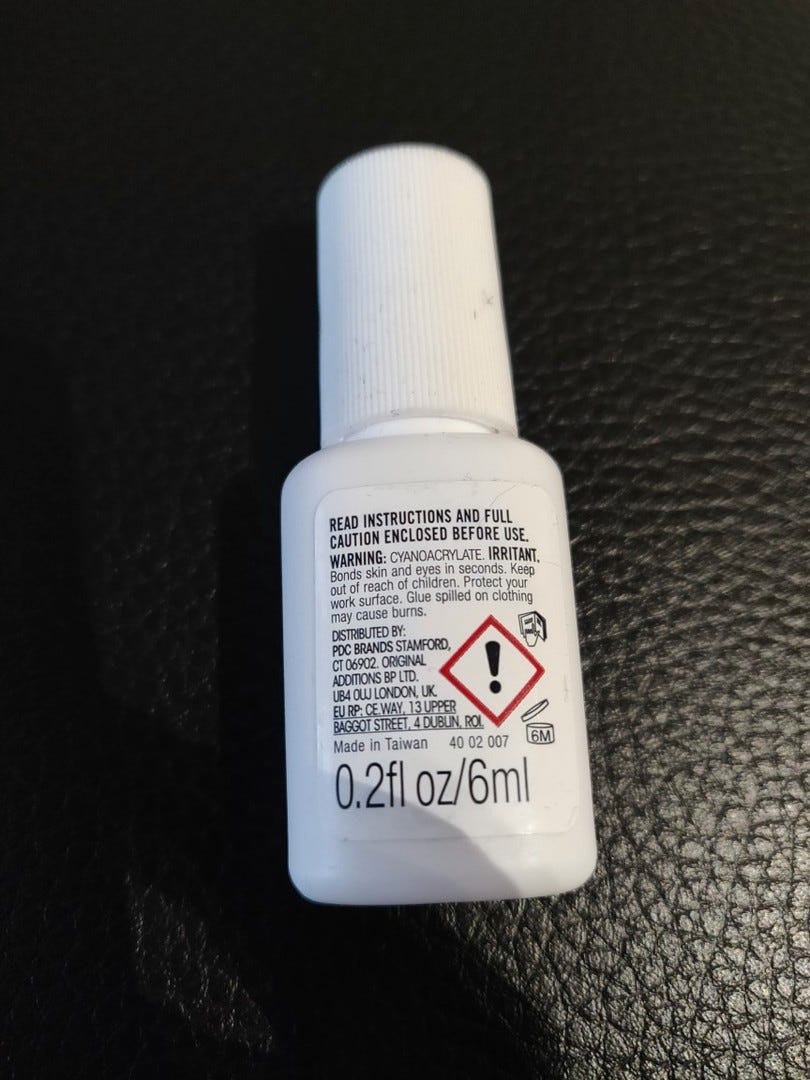 READ INSTRUCTIONS AND FULL
CAUTION ENCLOSED BEFORE USE.
WARNING: CYANOACRYLATE. IRRITANT.
Bonds skin and eyes in seconds. Keep
out of reach of children. Protect your
work surface. Glue spilled on clothing
may cause burns.
DISTRIBUTED BY:
PDC BRANDS STAMFORD,
CT 06902. ORIGINAL
ADDITIONS BP LTD.
UB4 0UJ LONDON, UK.
EU RP: CE.WAY, 13 UPPER
BAGGOT STREET, 4 DUBLIN, ROI.
6M
Made in Taiwan 40 02 007
0.2fl oz/6ml